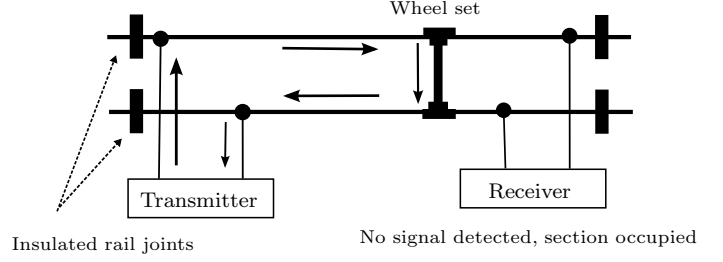 Wheel set
Transmitter
Receiver
Insulated rail joints
No signal detected, section occupied